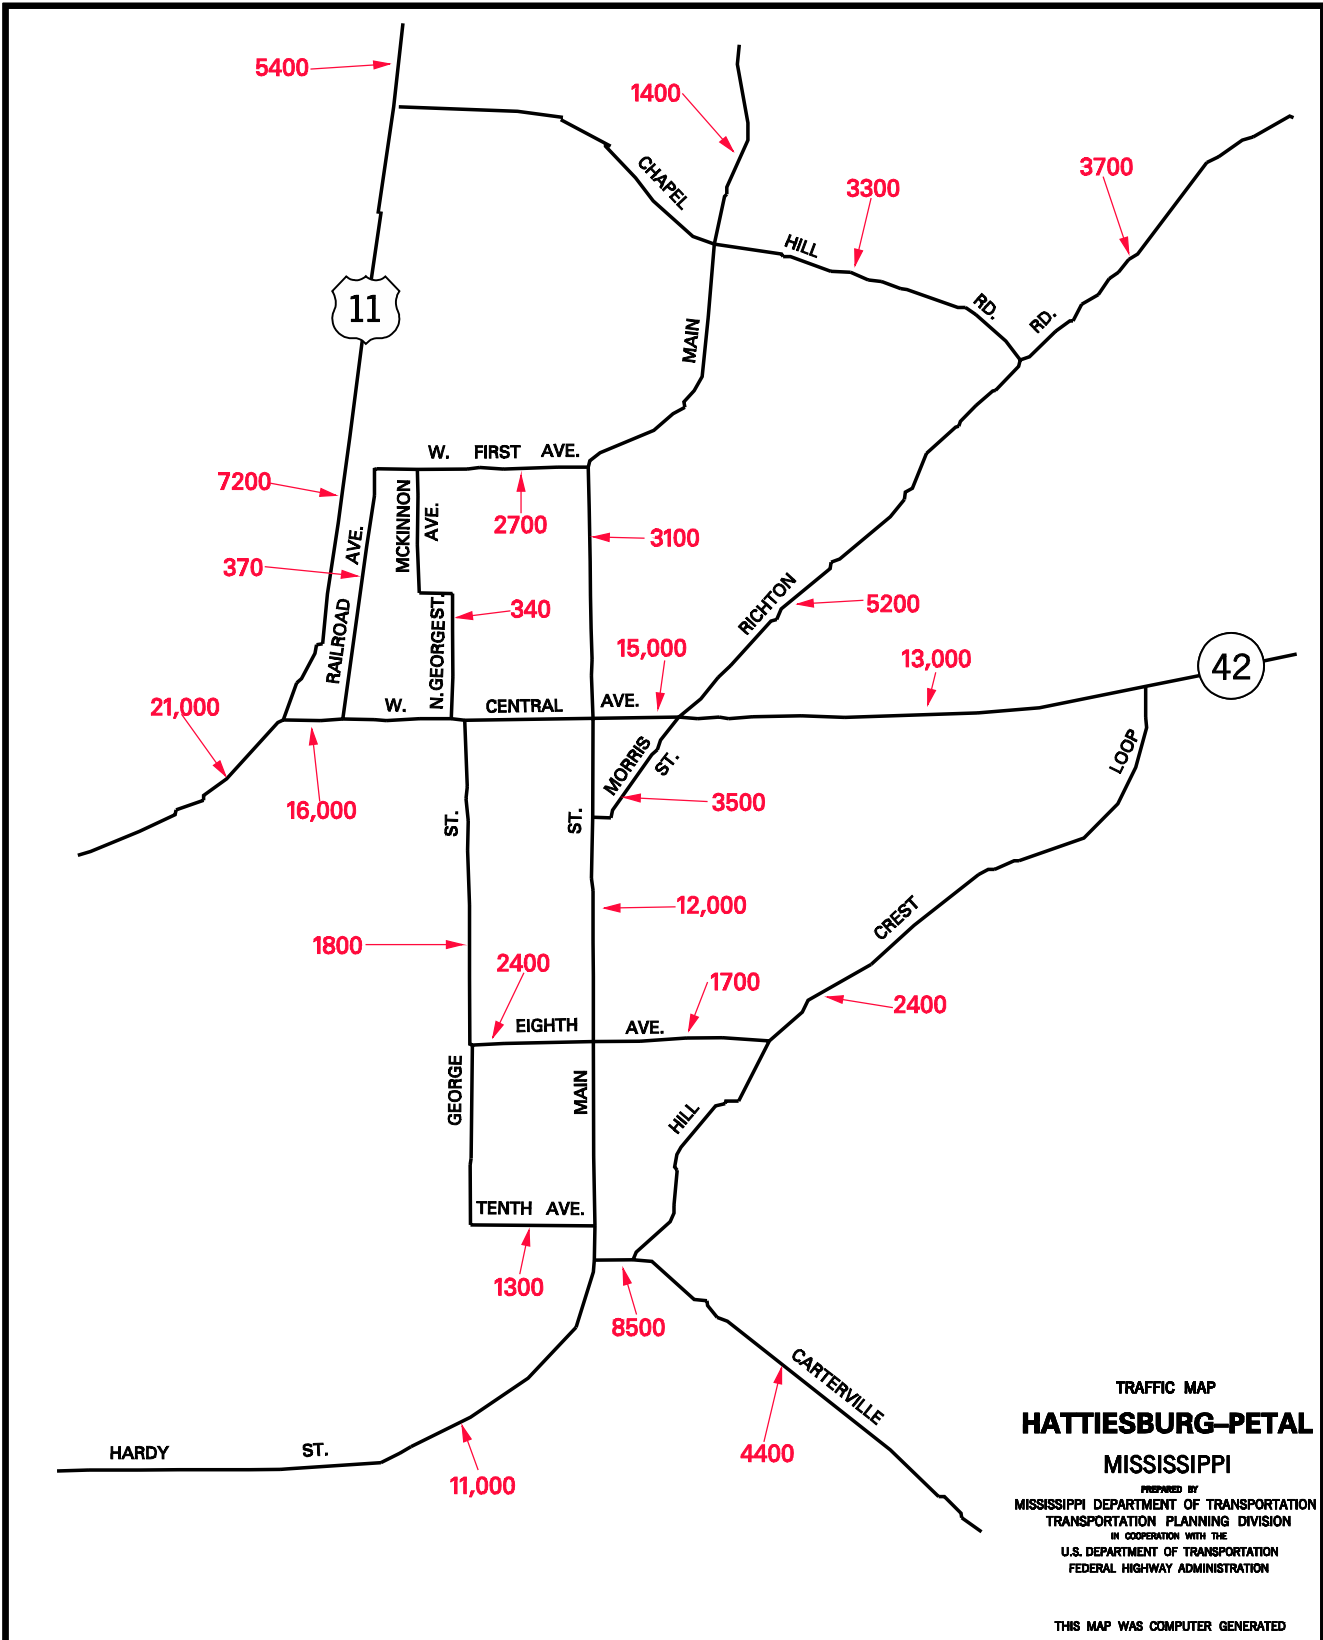 5400
1400
CHAPEL
3700
3300
HILL
11
RD.
RD.
MAIN
W. FIRST AVE.
7200
MCKINNON
AVE.
2700
3100
AVE.
370
340
RICHTON
5200
RAILROAD
N.GEORGEST.
15,000
13,000
42
21,000
W. CENTRAL AVE.
MORRIS
ST.
LOOP
16,000
3500
ST.
ST.
12,000
CREST
1800
2400
1700
2400
EIGHTH AVE.
GEORGE
MAIN
HILL
TENTH AVE.
1300
8500
CARTERVILLE
4400
HARDY ST.
11,000
TRAFFIC MAP
HATTIESBURG–PETAL
MISSISSIPPI
PREPARED BY
MISSISSIPPI DEPARTMENT OF TRANSPORTATION
TRANSPORTATION PLANNING DIVISION
IN COOPERATION WITH THE
U.S. DEPARTMENT OF TRANSPORTATION
FEDERAL HIGHWAY ADMINISTRATION
THIS MAP WAS COMPUTER GENERATED